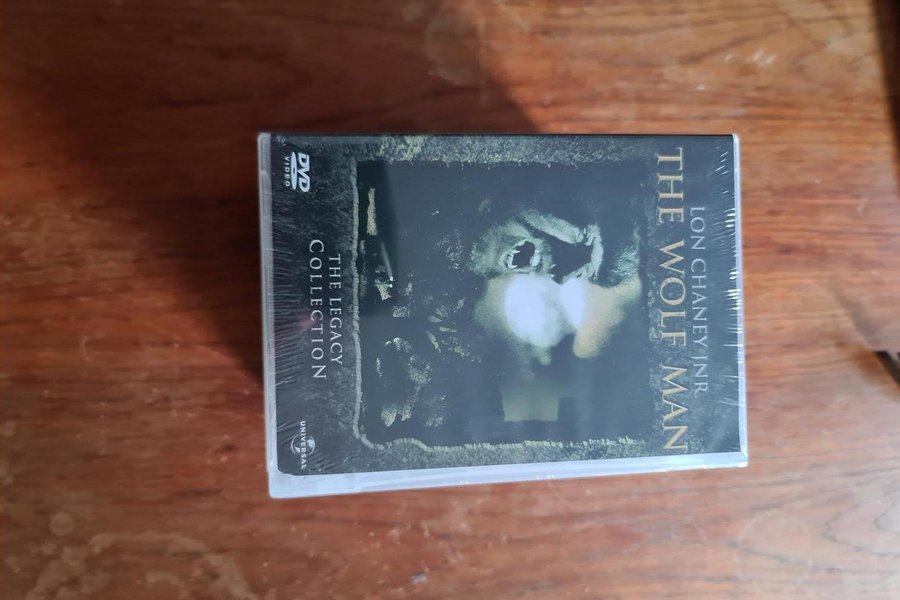 LON CHANEY JNR.
THE WOLF MAN
THE LEGACY
COLLECTION
DVD
VIDEO
UNIVERSAL